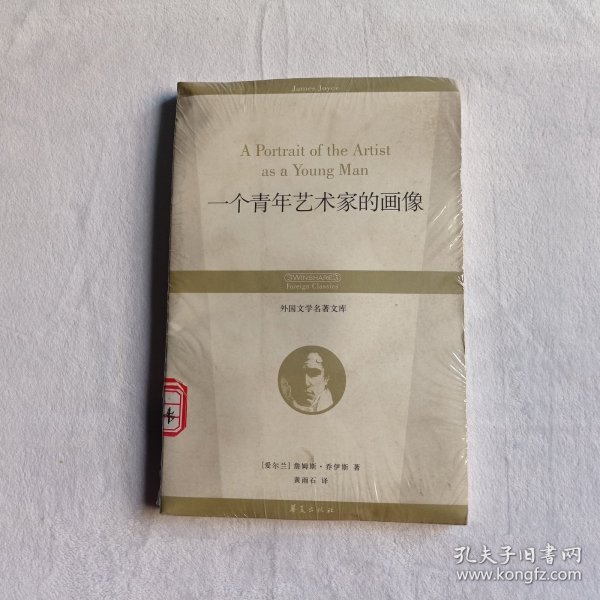 James Joyce
A Portrait of the Artist
as a Young Man
一个青年艺术家的画像
WINSHARE
Foreign Classics
外国文学名著文库
[爱尔兰] 詹姆斯·乔伊斯 著
黄雨石 译
华夏出版社
孔夫子旧书网
www.kongfz.com